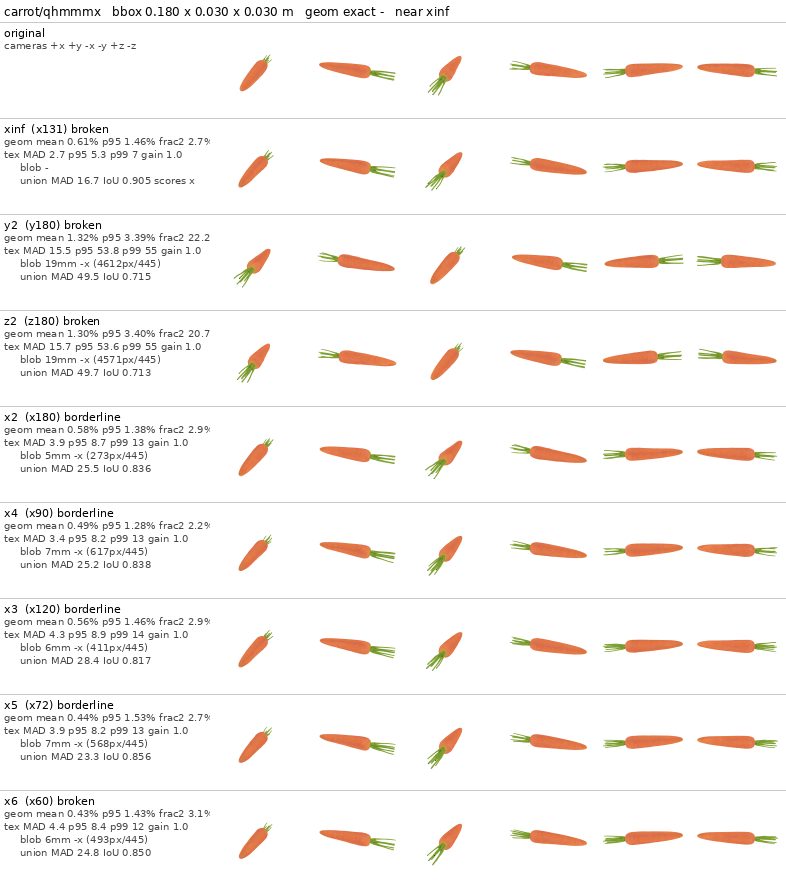 carrot/qhmmmx bbox 0.180 x 0.030 x 0.030 m geom exact - near xinf
original
cameras +x +y -x -y +z -z
xinf (x131) broken
geom mean 0.61% p95 1.46% frac2 2.7%
tex MAD 2.7 p95 5.3 p99 7 gain 1.0
blob -
union MAD 16.7 IoU 0.905 scores x
y2 (y180) broken
geom mean 1.32% p95 3.39% frac2 22.2
tex MAD 15.5 p95 53.8 p99 55 gain 1.0
blob 19mm -x (4612px/445)
union MAD 49.5 IoU 0.715
z2 (z180) broken
geom mean 1.30% p95 3.40% frac2 20.7
tex MAD 15.7 p95 53.6 p99 55 gain 1.0
blob 19mm -x (4571px/445)
union MAD 49.7 IoU 0.713
x2 (x180) borderline
geom mean 0.58% p95 1.38% frac2 2.9%
tex MAD 3.9 p95 8.7 p99 13 gain 1.0
blob 5mm -x (273px/445)
union MAD 25.5 IoU 0.836
x4 (x90) borderline
geom mean 0.49% p95 1.28% frac2 2.2%
tex MAD 3.4 p95 8.2 p99 13 gain 1.0
blob 7mm -x (617px/445)
union MAD 25.2 IoU 0.838
x3 (x120) borderline
geom mean 0.56% p95 1.46% frac2 2.9%
tex MAD 4.3 p95 8.9 p99 14 gain 1.0
blob 6mm -x (411px/445)
union MAD 28.4 IoU 0.817
x5 (x72) borderline
geom mean 0.44% p95 1.53% frac2 2.7%
tex MAD 3.9 p95 8.2 p99 13 gain 1.0
blob 7mm -x (568px/445)
union MAD 23.3 IoU 0.856
x6 (x60) broken
geom mean 0.43% p95 1.43% frac2 3.1%
tex MAD 4.4 p95 8.4 p99 12 gain 1.0
blob 6mm -x (493px/445)
union MAD 24.8 IoU 0.850